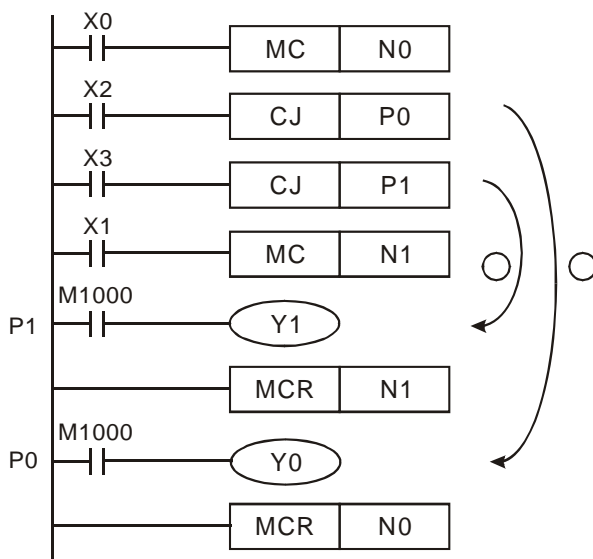 X0
MC N0
X2
CJ P0
X3
CJ P1
X1
MC N1
M1000
P1 Y1
MCR N1
M1000
P0 Y0
MCR N0